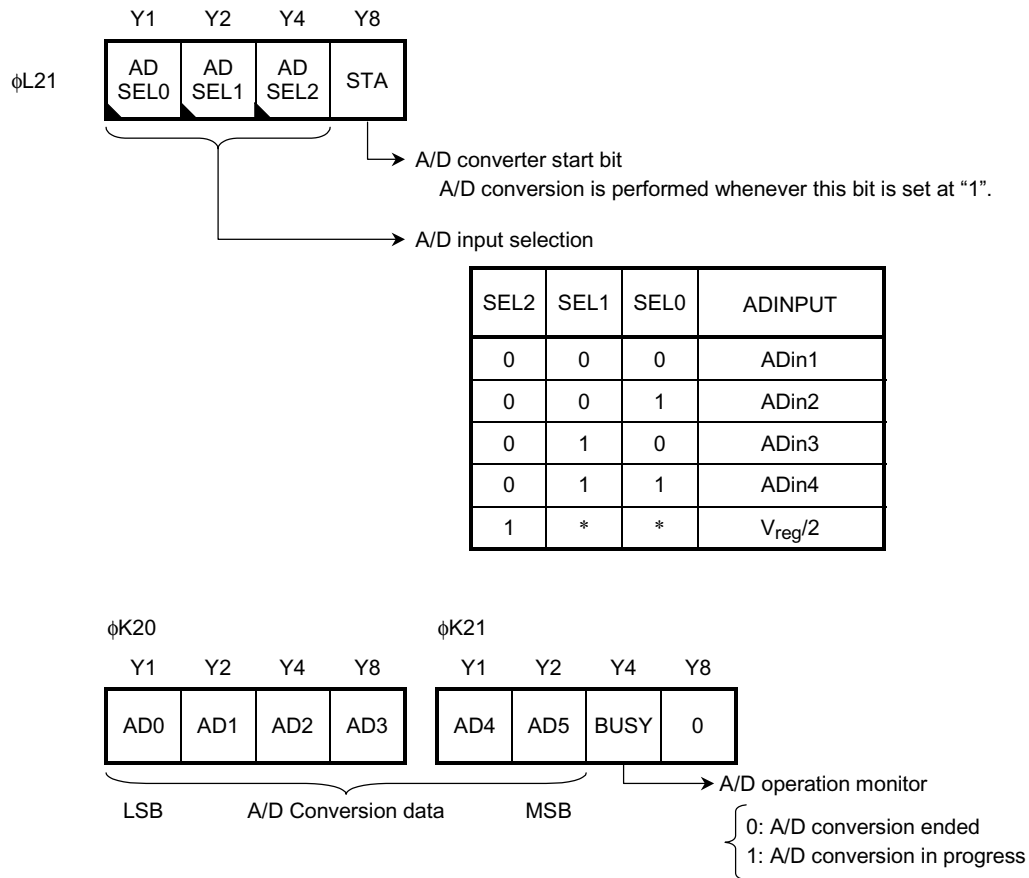 Y1 Y2 Y4 Y8
ϕL21
AD SEL0 AD SEL1 AD SEL2 STA
A/D converter start bit
A/D conversion is performed whenever this bit is set at “1”.
A/D input selection
SEL2 SEL1 SEL0 ADINPUT
0 0 0 ADin1
0 0 1 ADin2
0 1 0 ADin3
0 1 1 ADin4
1 * * Vreg/2
ϕK20 ϕK21
Y1 Y2 Y4 Y8 Y1 Y2 Y4 Y8
AD0 AD1 AD2 AD3 AD4 AD5 BUSY 0
A/D operation monitor
LSB A/D Conversion data MSB
0: A/D conversion ended
1: A/D conversion in progress